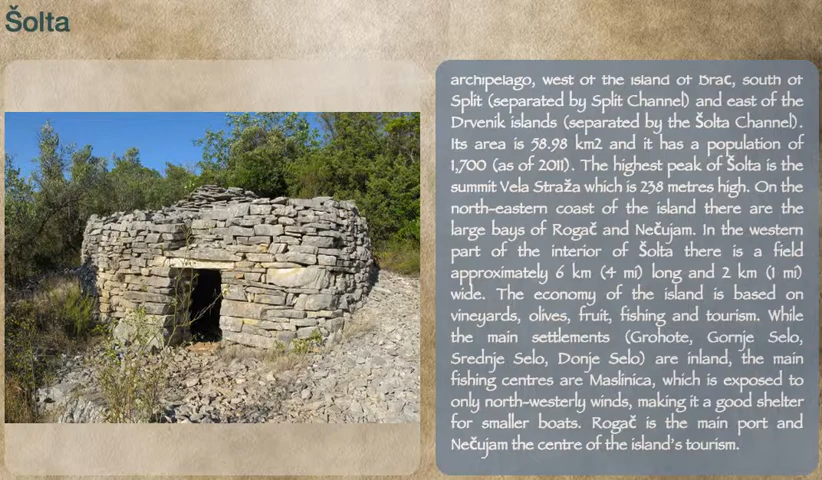 Šolta
archipelago, west of the island of Brač, south of
Split (separated by Split Channel) and east of the
Drvenik islands (separated by the Šolta Channel).
Its area is 58.98 km2 and it has a population of
1,700 (as of 2011). The highest peak of Šolta is the
summit Vela Straža which is 238 metres high. On the
north-eastern coast of the island there are the
large bays of Rogač and Nečujam. In the western
part of the interior of Šolta there is a field
approximately 6 km (4 mi) long and 2 km (1 mi)
wide. The economy of the island is based on
vineyards, olives, fruit, fishing and tourism. While
the main settlements (Grohote, Gornje Selo,
Srednje Selo, Donje Selo) are inland, the main
fishing centres are Maslinica, which is exposed to
only north-westerly winds, making it a good shelter
for smaller boats. Rogač is the main port and
Nečujam the centre of the island's tourism.